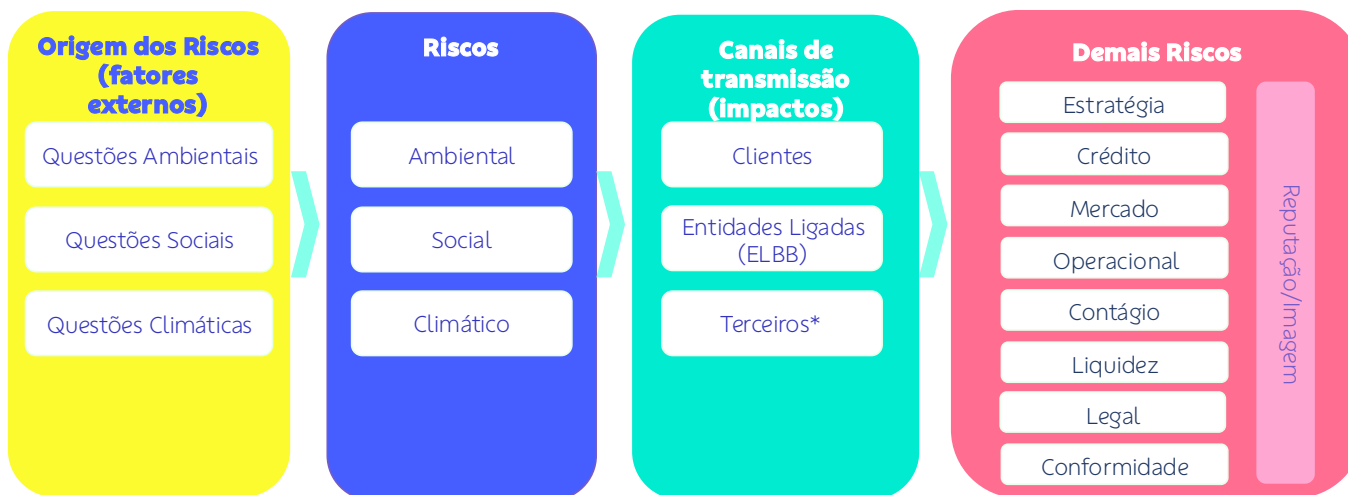 Origem dos Riscos
(fatores
externos)
Questões Ambientais
Questões Sociais
Questões Climáticas
Riscos
Ambiental
Social
Climático
Canais de
transmissão
(impactos)
Clientes
Entidades Ligadas
(ELBB)
Terceiros*
Demais Riscos
Estratégia
Crédito
Mercado
Operacional
Contágio
Liquidez
Legal
Conformidade
Reputação/Imagem